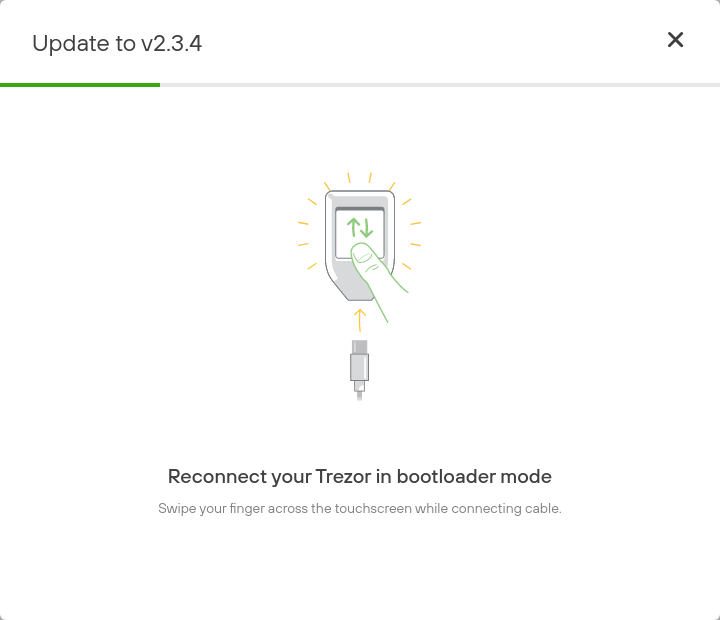 Update to v2.3.4
Reconnect your Trezor in bootloader mode
Swipe your finger across the touchscreen while connecting cable.